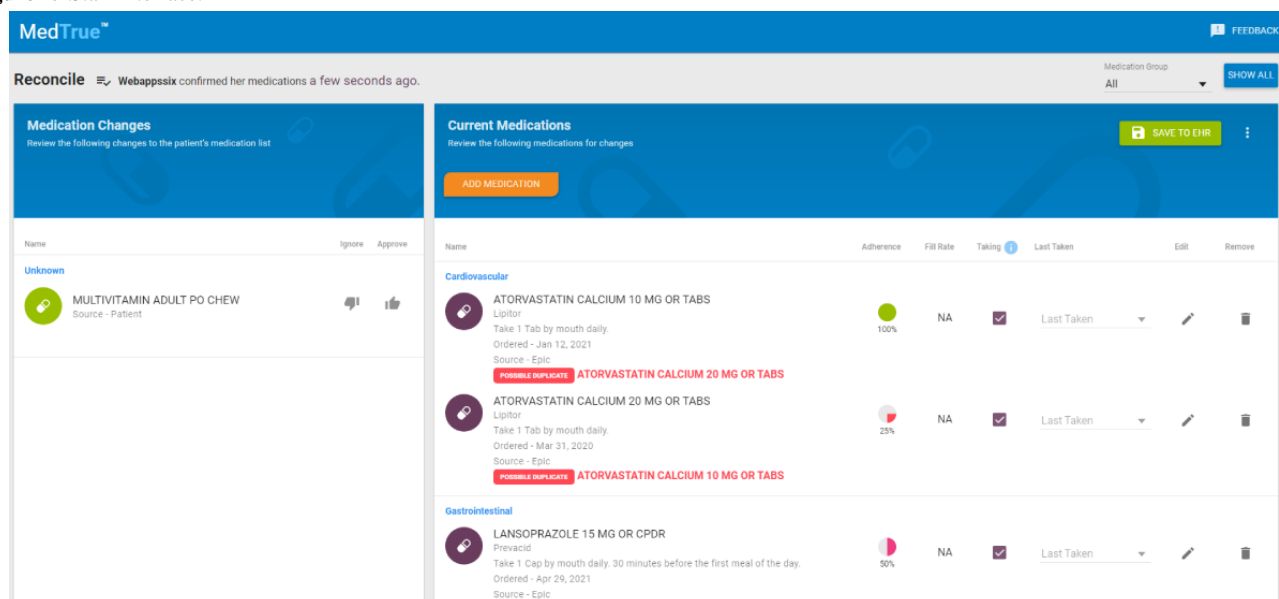 MedTrue™
FEEDBACK
Reconcile Webappssix confirmed her medications a few seconds ago.
Medication Group
All
SHOW ALL
Medication Changes
Review the following changes to the patient's medication list
Name Ignore Approve
Unknown
MULTIVITAMIN ADULT PO CHEW
Source - Patient
Current Medications
Review the following medications for changes
SAVE TO EHR
ADD MEDICATION
Name Adherence Fill Rate Taking Last Taken Edit Remove
Cardiovascular
ATORVASTATIN CALCIUM 10 MG OR TABS
Lipitor
Take 1 Tab by mouth daily.
Ordered - Jan 12, 2021
Source - Epic
POSSIBLE DUPLICATE ATORVASTATIN CALCIUM 20 MG OR TABS
100% NA Last Taken
ATORVASTATIN CALCIUM 20 MG OR TABS
Lipitor
Take 1 Tab by mouth daily.
Ordered - Mar 31, 2020
Source - Epic
POSSIBLE DUPLICATE ATORVASTATIN CALCIUM 10 MG OR TABS
25% NA Last Taken
Gastrointestinal
LANSOPRAZOLE 15 MG OR CPDR
Prevacid
Take 1 Cap by mouth daily. 30 minutes before the first meal of the day.
Ordered - Apr 29, 2021
Source - Epic
50% NA Last Taken